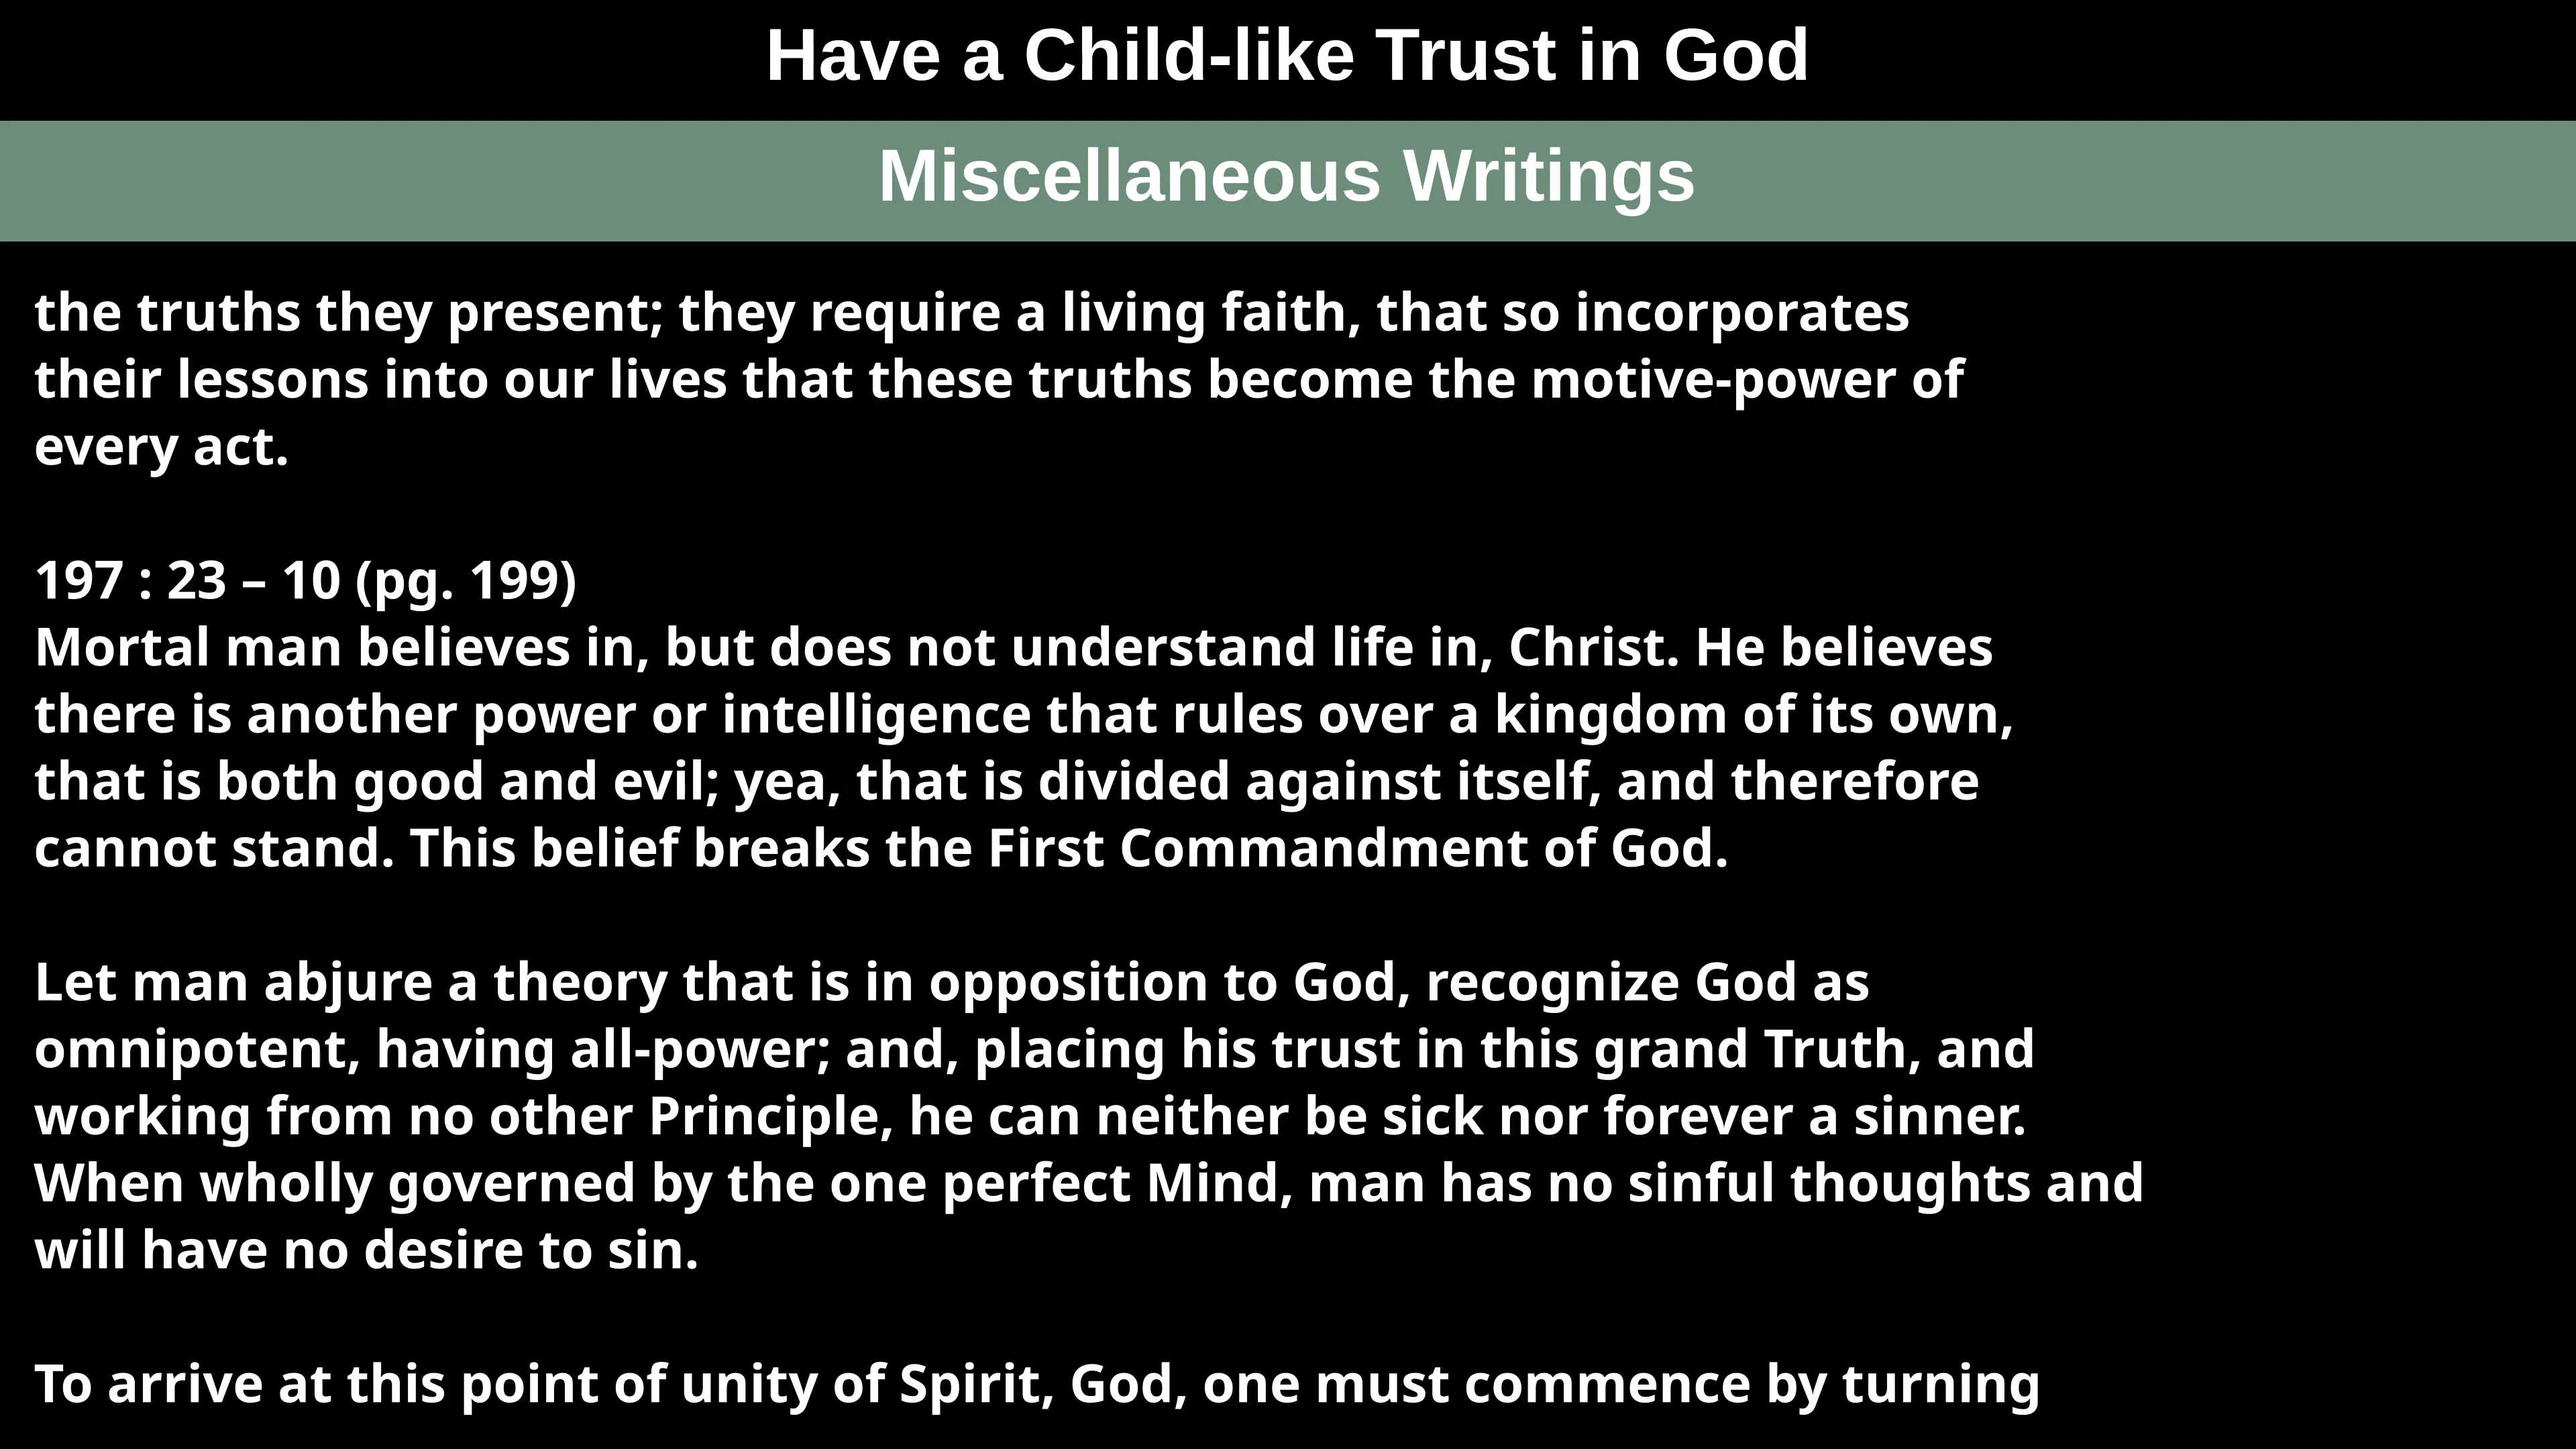 Have a Child-like Trust in God
Miscellaneous Writings
the truths they present; they require a living faith, that so incorporates
their lessons into our lives that these truths become the motive-power of
every act.
197 : 23 – 10 (pg. 199)
Mortal man believes in, but does not understand life in, Christ. He believes
there is another power or intelligence that rules over a kingdom of its own,
that is both good and evil; yea, that is divided against itself, and therefore
cannot stand. This belief breaks the First Commandment of God.
Let man abjure a theory that is in opposition to God, recognize God as
omnipotent, having all-power; and, placing his trust in this grand Truth, and
working from no other Principle, he can neither be sick nor forever a sinner.
When wholly governed by the one perfect Mind, man has no sinful thoughts and
will have no desire to sin.
To arrive at this point of unity of Spirit, God, one must commence by turning